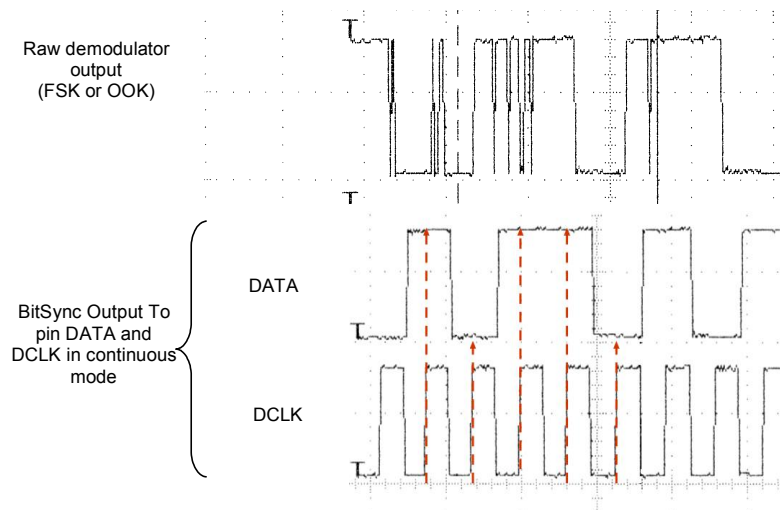 Raw demodulator
output
(FSK or OOK)
BitSync Output To
pin DATA and
DCLK in continuous
mode
DATA
DCLK